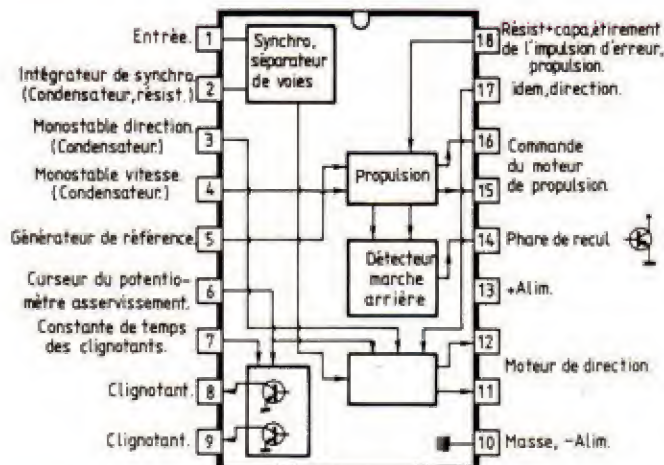 Entrée.
1
Intégrateur de synchro.
(Condensateur, résist.)
2
Monostable direction.
(Condensateur.)
3
Monostable vitesse.
(Condensateur.)
4
Générateur de référence.
5
Curseur du potentio-
mètre asservissement.
6
Constante de temps
des clignotants.
7
Clignotant.
8
Clignotant.
9
Synchro,
séparateur
de voies
Propulsion
Détecteur
marche
arrière
18
Résist+capa,étirement
de l'impulsion d'erreur,
propulsion.
17
idem,direction.
16
Commande
du moteur
de propulsion.
15
14
Phare de recul
13
+Alim.
12
Moteur de direction
11
10
Masse, -Alim.